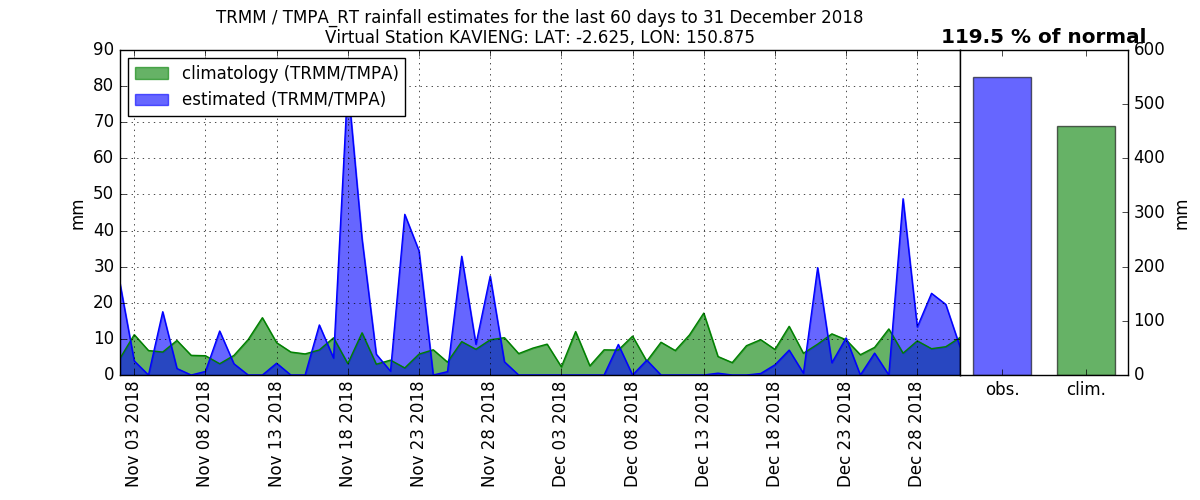 TRMM / TMPA_RT rainfall estimates for the last 60 days to 31 December 2018
Virtual Station KAVIENG: LAT: -2.625, LON: 150.875
119.5 % of normal
climatology (TRMM/TMPA)
estimated (TRMM/TMPA)
90
80
70
60
50
40
30
20
10
0
mm
Nov 03 2018
Nov 08 2018
Nov 13 2018
Nov 18 2018
Nov 23 2018
Nov 28 2018
Dec 03 2018
Dec 08 2018
Dec 13 2018
Dec 18 2018
Dec 23 2018
Dec 28 2018
600
500
400
300
200
100
0
mm
obs.
clim.